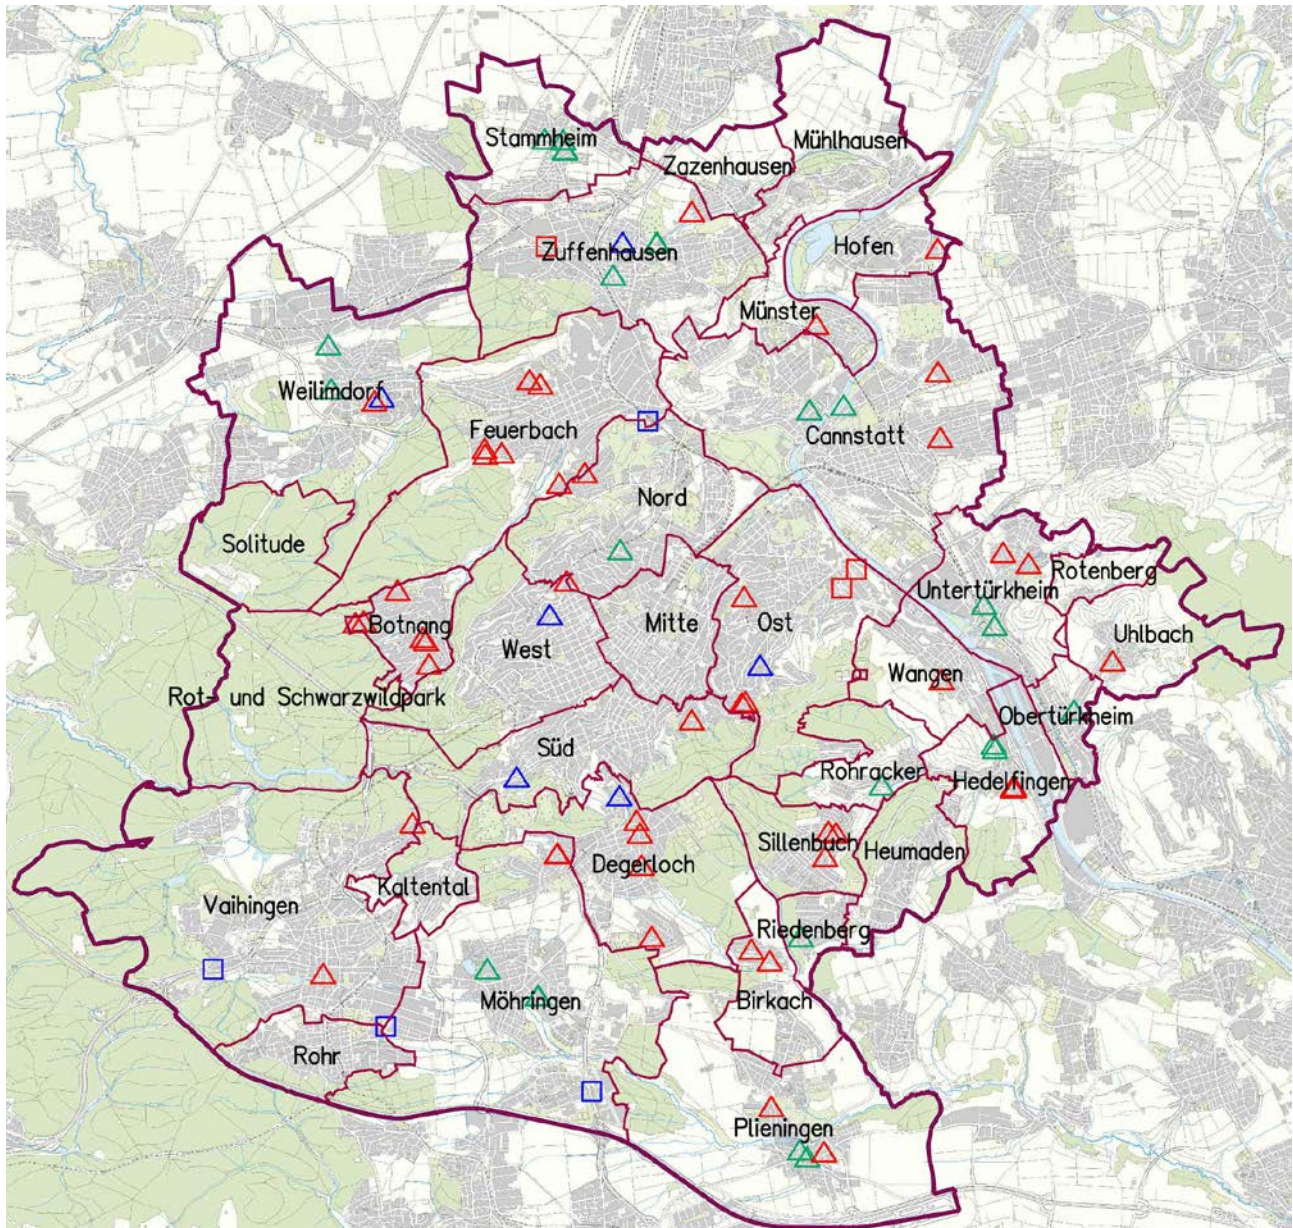 Stammheim
Mühlhausen
Zazenhausen
Zuffenhausen
Hofen
Münster
Weilimdorf
Feuerbach
Cannstatt
Nord
Solitude
Rotenberg
Untertürkheim
Botnang
Mitte
Ost
Uhlbach
West
Wangen
Rot- und Schwarzwildpark
Obertürkheim
Süd
Rohracker
Hedelfingen
Sillenbuch
Heumaden
Degerloch
Kaltental
Vaihingen
Riedenberg
Möhringen
Birkach
Rohr
Plieningen